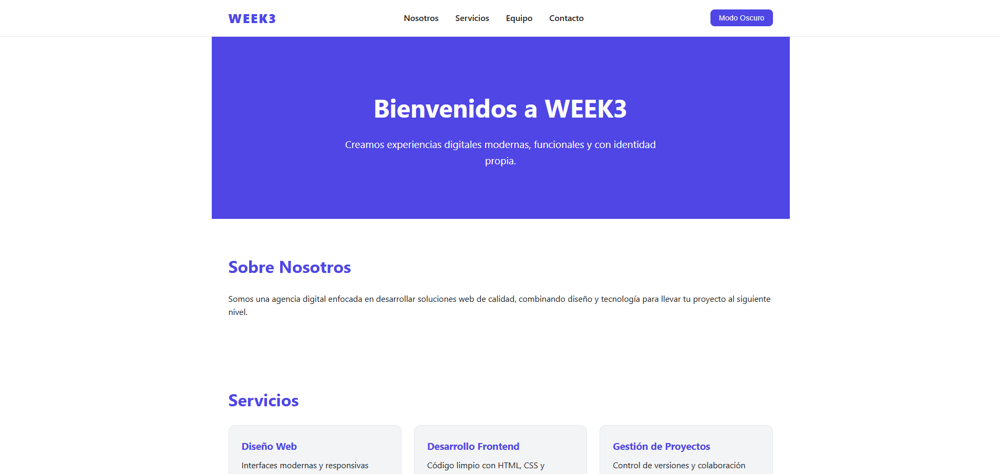 WEEK3
Nosotros
Servicios
Equipo
Contacto
Modo Oscuro
Bienvenidos a WEEK3
Creamos experiencias digitales modernas, funcionales y con identidad
propia.
Sobre Nosotros
Somos una agencia digital enfocada en desarrollar soluciones web de calidad, combinando diseño y tecnología para llevar tu proyecto al siguiente
nivel.
Servicios
Diseño Web
Interfaces modernas y responsivas
Desarrollo Frontend
Código limpio con HTML, CSS y
Gestión de Proyectos
Control de versiones y colaboración